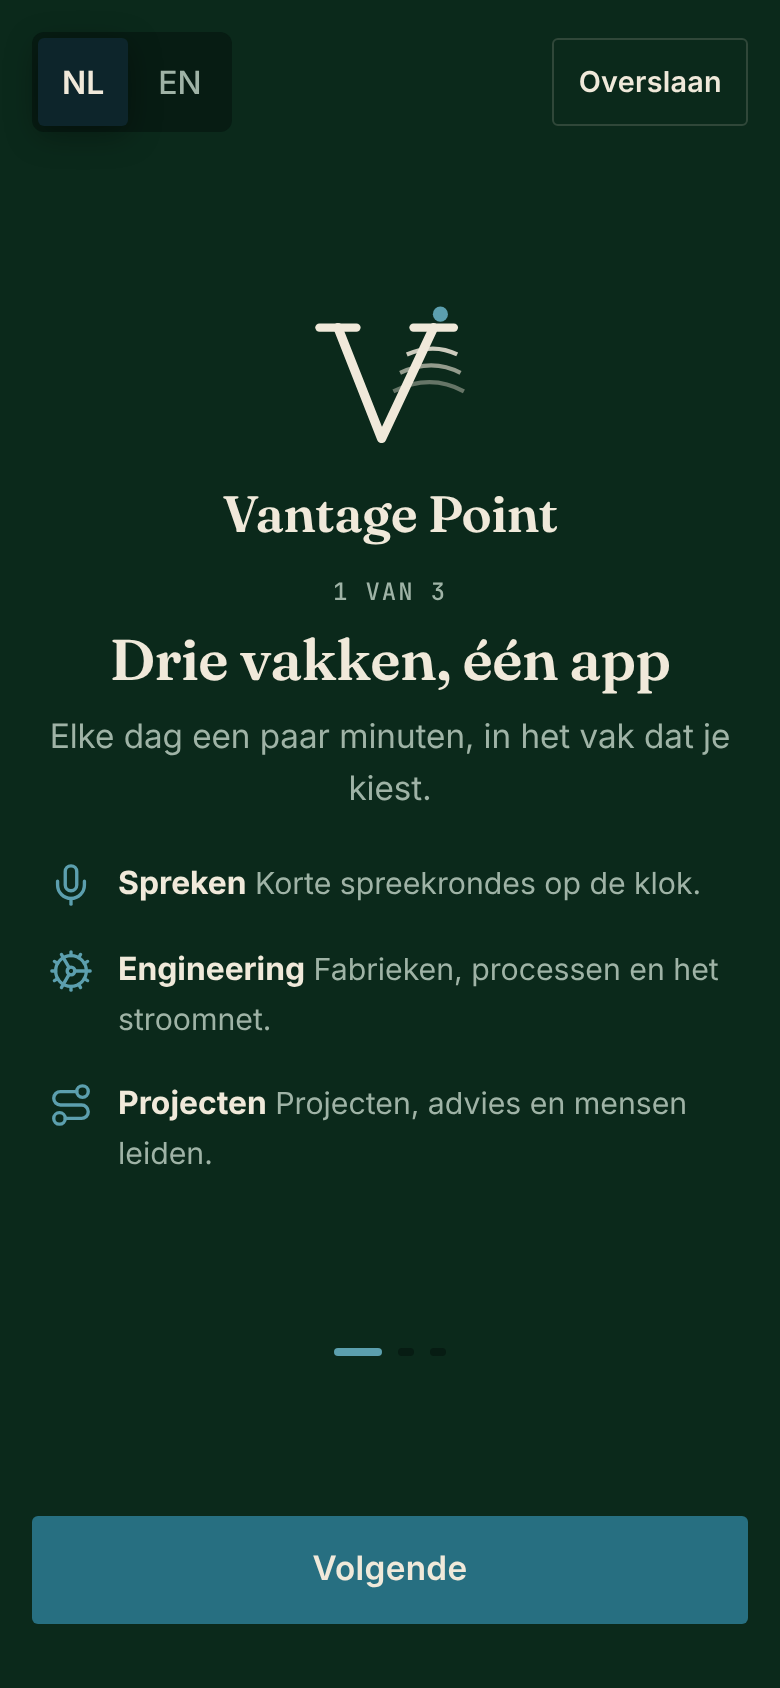 NL EN Overslaan
Vantage Point
1 VAN 3
Drie vakken, één app
Elke dag een paar minuten, in het vak dat je
kiest.
Spreken Korte spreekrondes op de klok.
Engineering Fabrieken, processen en het
stroomnet.
Projecten Projecten, advies en mensen
leiden.
Volgende